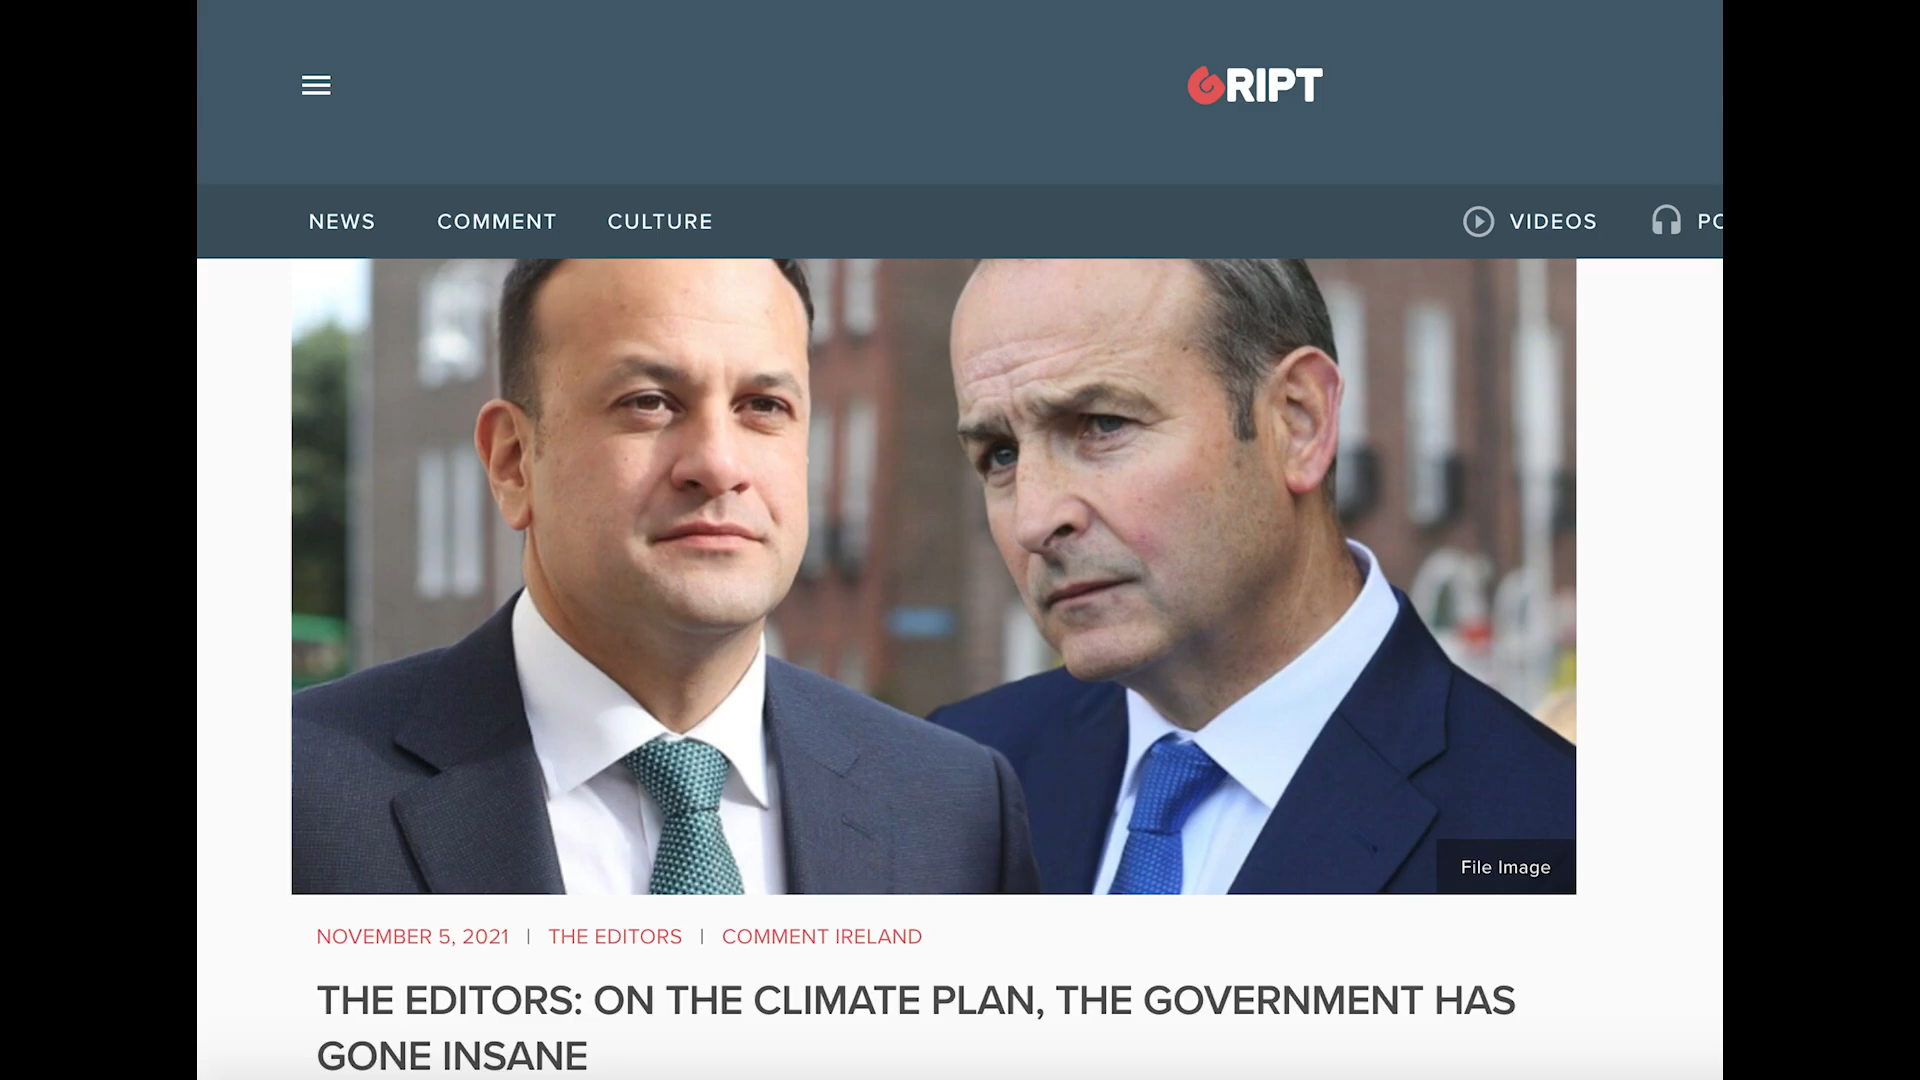 GRIPT
NEWS COMMENT CULTURE VIDEOS PO
File Image
NOVEMBER 5, 2021 | THE EDITORS | COMMENT IRELAND
THE EDITORS: ON THE CLIMATE PLAN, THE GOVERNMENT HAS
GONE INSANE